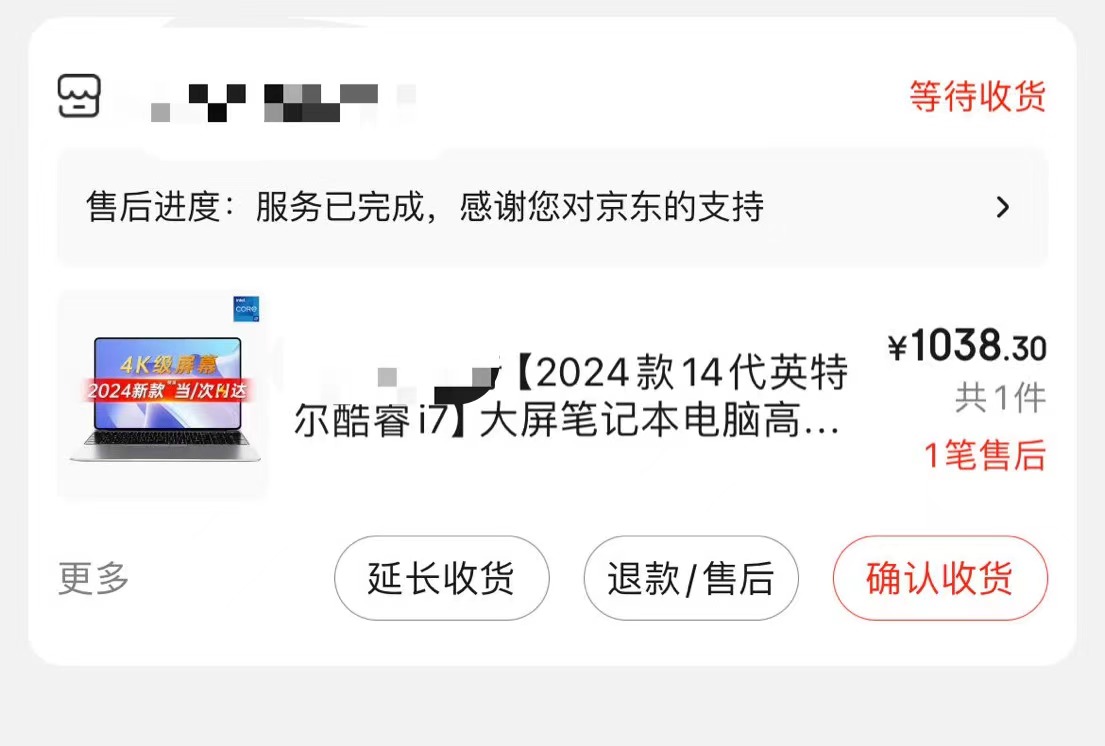 等待收货
售后进度：服务已完成，感谢您对京东的支持
intel
CORE
i7
4K级屏幕
2024新款 当/次日达
【2024款14代英特
尔酷睿i7】大屏笔记本电脑高...
¥1038.30
共1件
1笔售后
更多
延长收货
退款/售后
确认收货